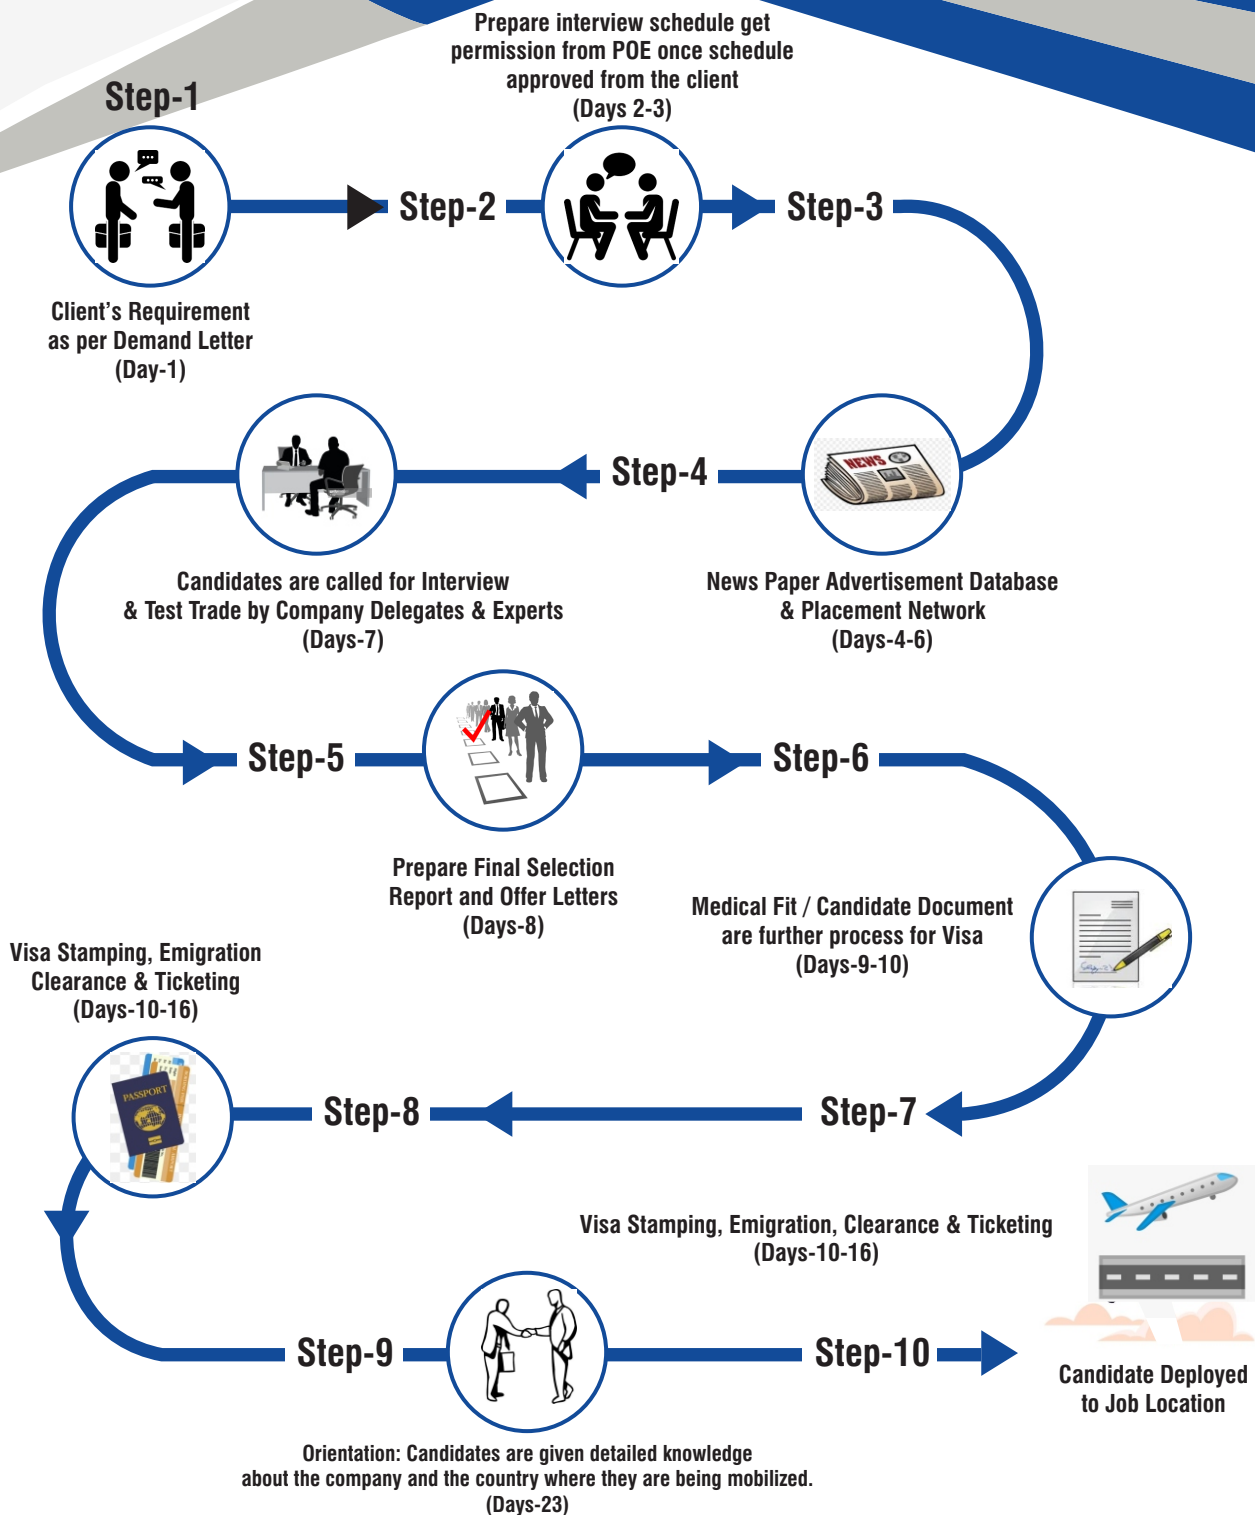 Step-1
Prepare interview schedule get
permission from POE once schedule
approved from the client
(Days 2-3)
Step-2
Step-3
Client's Requirement
as per Demand Letter
(Day-1)
Step-4
NEWS
Candidates are called for Interview
& Test Trade by Company Delegates & Experts
(Days-7)
News Paper Advertisement Database
& Placement Network
(Days-4-6)
Step-5
Step-6
Prepare Final Selection
Report and Offer Letters
(Days-8)
Medical Fit / Candidate Document
are further process for Visa
(Days-9-10)
Visa Stamping, Emigration
Clearance & Ticketing
(Days-10-16)
PASSPORT
Step-8
Step-7
Visa Stamping, Emigration, Clearance & Ticketing
(Days-10-16)
Step-9
Step-10
Candidate Deployed
to Job Location
Orientation: Candidates are given detailed knowledge
about the company and the country where they are being mobilized.
(Days-23)